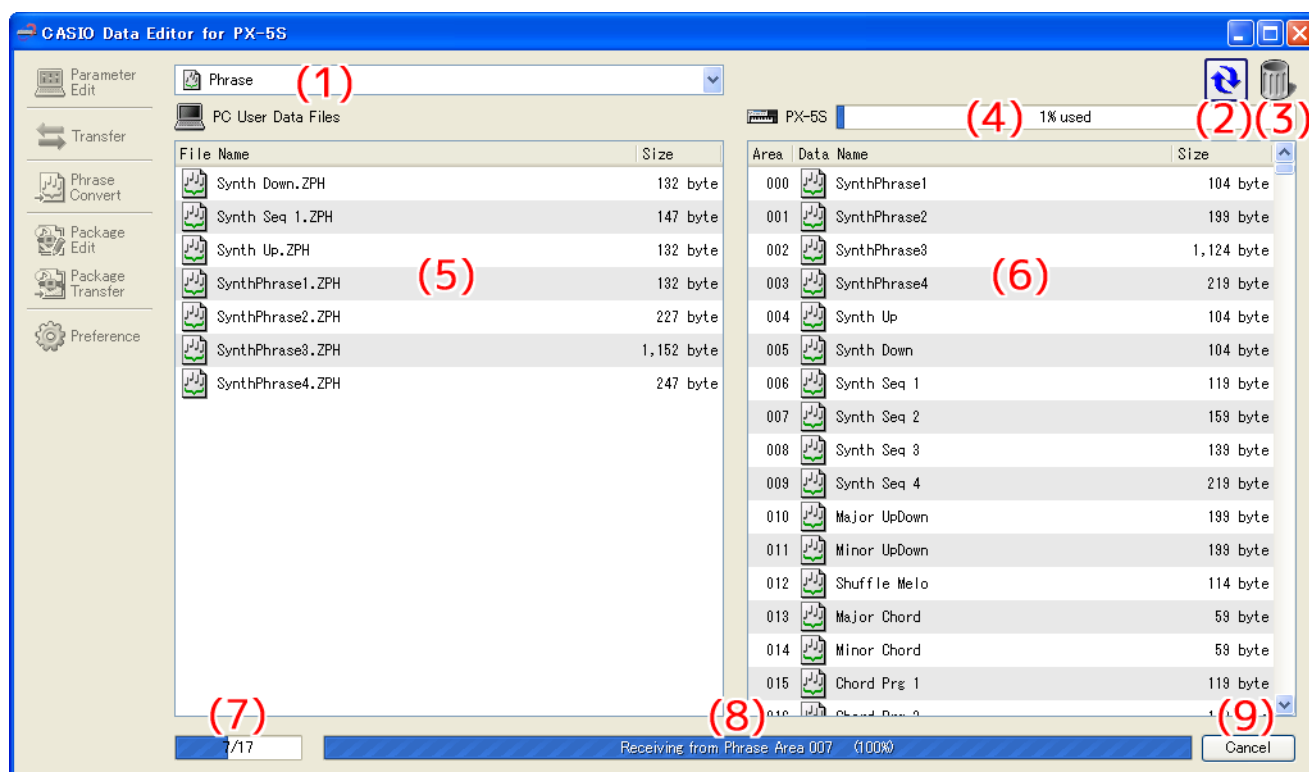 CASIO Data Editor for PX-5S
Parameter
Edit
Transfer
Phrase
Convert
Package
Edit
Package
Transfer
Preference
Phrase (1)
(2)(3)
PC User Data Files
PX-5S (4) 1% used
File Name Size
Synth Down.ZPH 132 byte
Synth Seq 1.ZPH 147 byte
Synth Up.ZPH 132 byte
(5)
SynthPhrase1.ZPH 132 byte
SynthPhrase2.ZPH 227 byte
SynthPhrase3.ZPH 1,152 byte
SynthPhrase4.ZPH 247 byte
Area Data Name Size
000 SynthPhrase1 104 byte
001 SynthPhrase2 199 byte
002 SynthPhrase3 1,124 byte
(6)
003 SynthPhrase4 219 byte
004 Synth Up 104 byte
005 Synth Down 104 byte
006 Synth Seq 1 119 byte
007 Synth Seq 2 159 byte
008 Synth Seq 3 139 byte
009 Synth Seq 4 219 byte
010 Major UpDown 199 byte
011 Minor UpDown 199 byte
012 Shuffle Melo 114 byte
013 Major Chord 59 byte
014 Minor Chord 59 byte
015 Chord Prg 1 119 byte
(7)
(8)
(9)
7/17
Receiving from Phrase Area 007 (100%)
Cancel